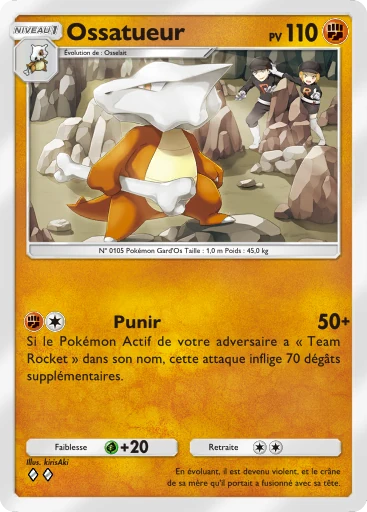 NIVEAU 1
Ossatueur
PV 110
Évolution de : Osselait
N° 0105 Pokémon Gard'Os Taille : 1,0 m Poids : 45,0 kg
Punir 50+
Si le Pokémon Actif de votre adversaire a « Team
Rocket » dans son nom, cette attaque inflige 70 dégâts
supplémentaires.
Faiblesse +20 Retraite
Illus. kirisAki
En évoluant, il est devenu violent, et le crâne
de sa mère qu'il portait a fusionné avec sa tête.